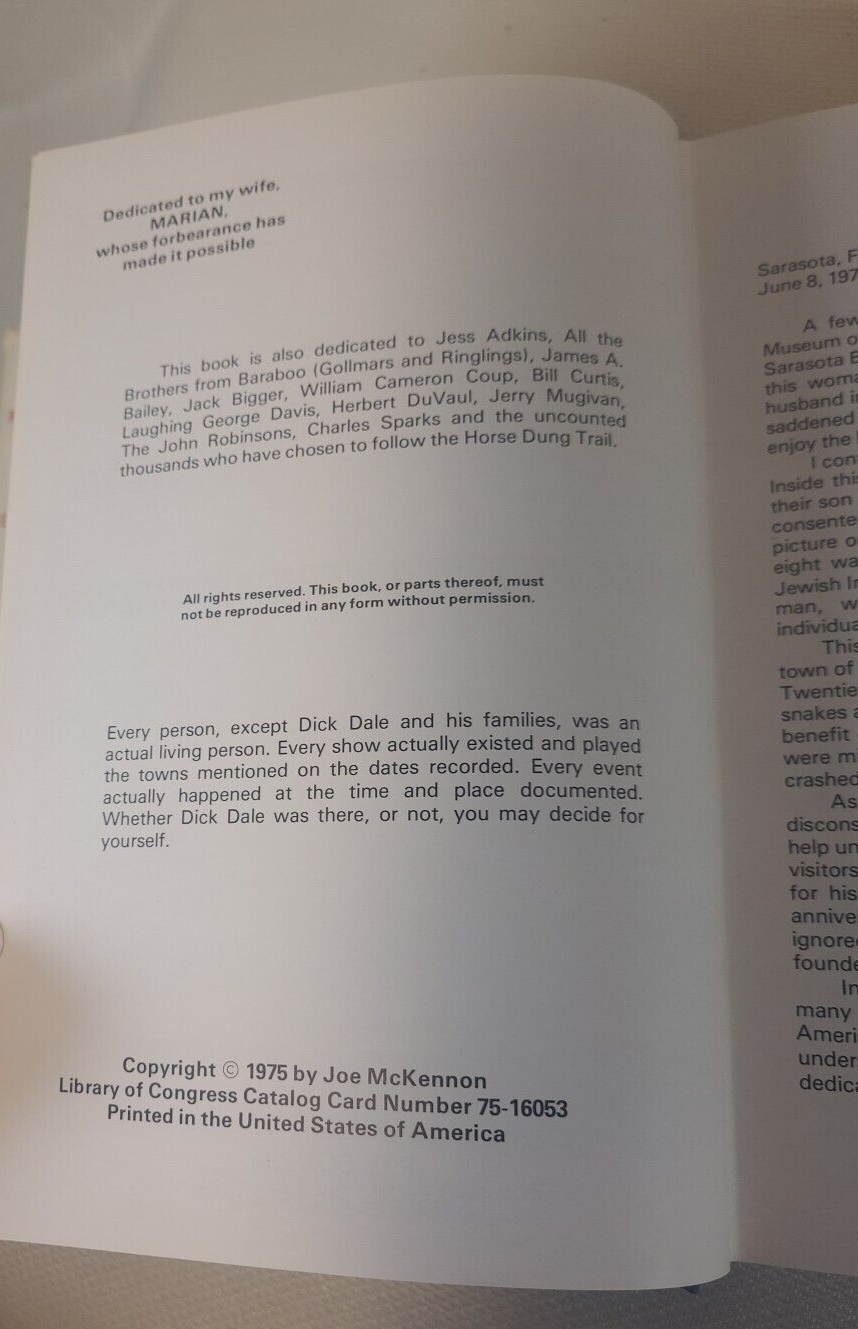 Dedicated to my wife,
MARIAN,
whose forbearance has
made it possible
This book is also dedicated to Jess Adkins, All the
Brothers from Baraboo (Gollmars and Ringlings), James A.
Bailey, Jack Bigger, William Cameron Coup, Bill Curtis,
Laughing George Davis, Herbert DuVaul, Jerry Mugivan,
The John Robinsons, Charles Sparks and the uncounted
thousands who have chosen to follow the Horse Dung Trail.
All rights reserved. This book, or parts thereof, must
not be reproduced in any form without permission.
Every person, except Dick Dale and his families, was an
actual living person. Every show actually existed and played
the towns mentioned on the dates recorded. Every event
actually happened at the time and place documented.
Whether Dick Dale was there, or not, you may decide for
yourself.
Copyright © 1975 by Joe McKennon
Library of Congress Catalog Card Number 75-16053
Printed in the United States of America
Sarasota, F
June 8, 197
A few
Museum o
Sarasota
this
husband
saddened
enjoy the
I con
Inside
their son
consente
picture o
eight wa
Jewish
man, w
This
town of
Twentie
snakes
benefit
were m
crashed
As
discons
help un
visitors
for his
annive
ignored
founde
In
many
Ameri
under
dedica